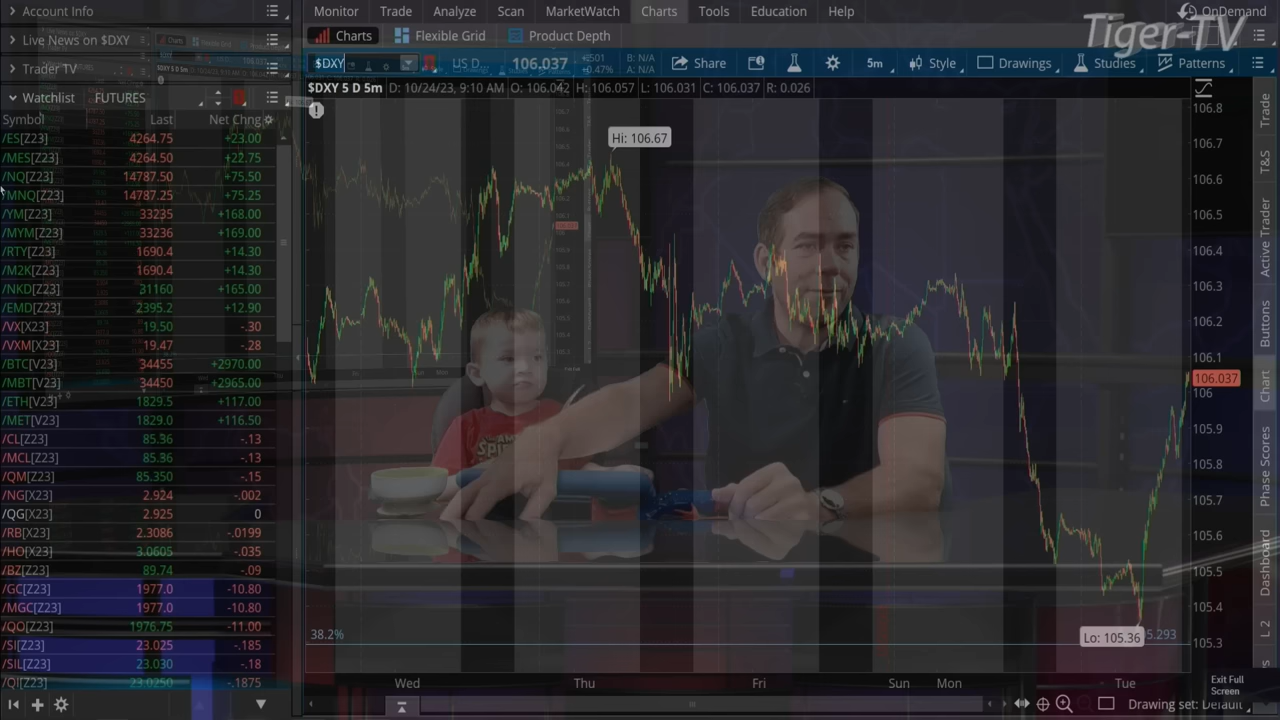 Account Info
Monitor Trade Analyze Scan MarketWatch Charts Tools Education Help OnDemand
Tiger-TV
Live News on $DXY
Charts Flexible Grid Product Depth
Trader TV
$DXY US D... 106.037 +2501 -0.47% B: N/A A: N/A Share 5m Style Drawings Studies Patterns
Watchlist FUTURES
$DXY 5 D 5m D: 10/24/23, 9:10 AM O: 106.042 H: 106.057 L: 106.031 C: 106.037 R: 0.026
Symbol Last Net Chng
/ES[Z23] 4264.75 +23.00
/MES[Z23] 4264.50 +22.75
/NQ[Z23] 14787.50 +75.50
/MNQ[Z23] 14787.25 +75.25
/YM[Z23] 33235 +168.00
/MYM[Z23] 33236 +169.00
/RTY[Z23] 1690.4 +14.30
/M2K[Z23] 1690.4 +14.30
/NKD[Z23] 31160 +165.00
/EMD[Z23] 2395.2 +12.90
/VX[X23] 19.50 -.30
/VXM[X23] 19.47 -.28
/BTC[V23] 34455 +2970.00
/MBT[V23] 34450 +2965.00
/ETH[V23] 1829.5 +117.00
/MET[V23] 1829.0 +116.50
/CL[Z23] 85.36 -.13
/MCL[Z23] 85.36 -.13
/QM[Z23] 85.350 -.15
/NG[X23] 2.924 -.002
/QG[X23] 2.925 0
/RB[X23] 2.3086 -.0199
/HO[X23] 3.0605 -.035
/BZ[Z23] 89.74 -.09
/GC[Z23] 1977.0 -10.80
/MGC[Z23] 1977.0 -10.80
/QO[Z23] 1976.75 -11.00
/SI[Z23] 23.025 -.185
/SIL[Z23] 23.030 -.18
/QI[Z23] 23.0250 -.1875
Hi: 106.67
38.2%
Lo: 105.36
5.293
106.8
106.7
106.6
106.5
106.4
106.3
106.2
106.1
106.037
106
105.9
105.8
105.7
105.6
105.5
105.4
105.3
Wed Thu Fri Sun Mon Tue
Trade
T&S
Active Trader
Buttons
Chart
Phase Scores
Dashboard
L 2
Exit Full
Screen
Drawing set: Default